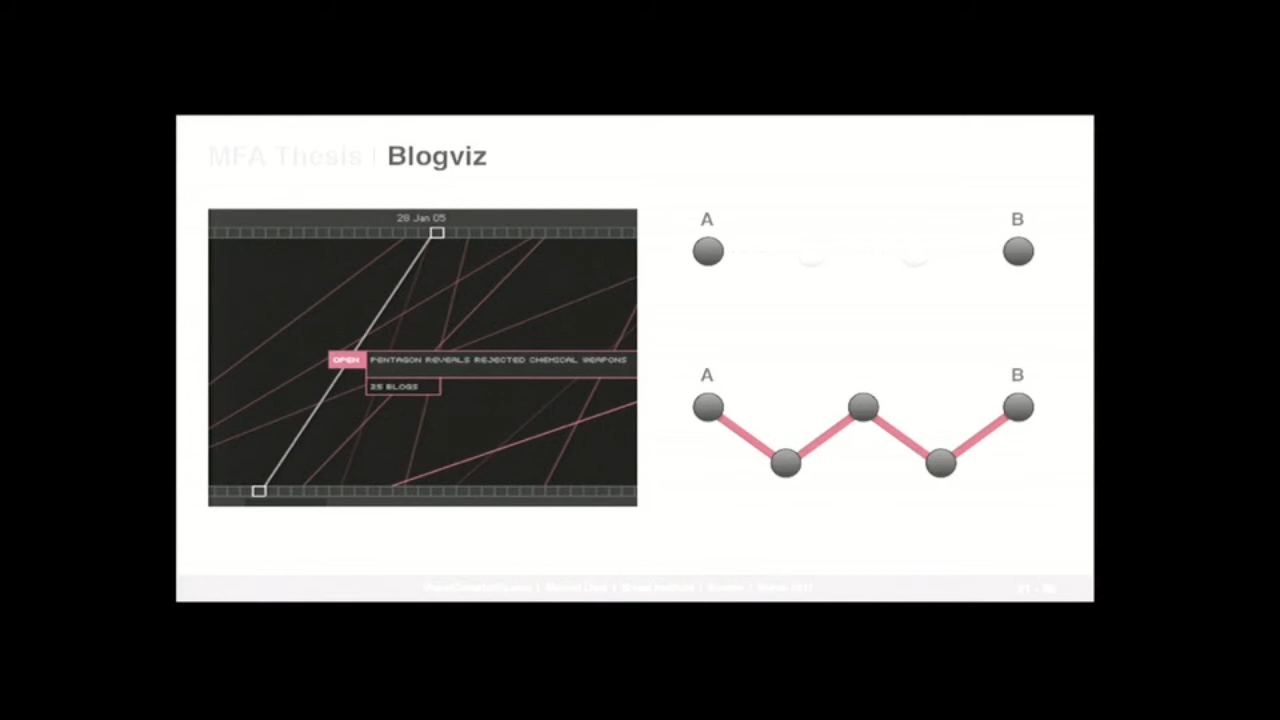 MFA Thesis | Blogviz
28 Jan 05
OPEN PENTAGON REVEALS REJECTED CHEMICAL WEAPONS
25 BLOGS
A B
A B